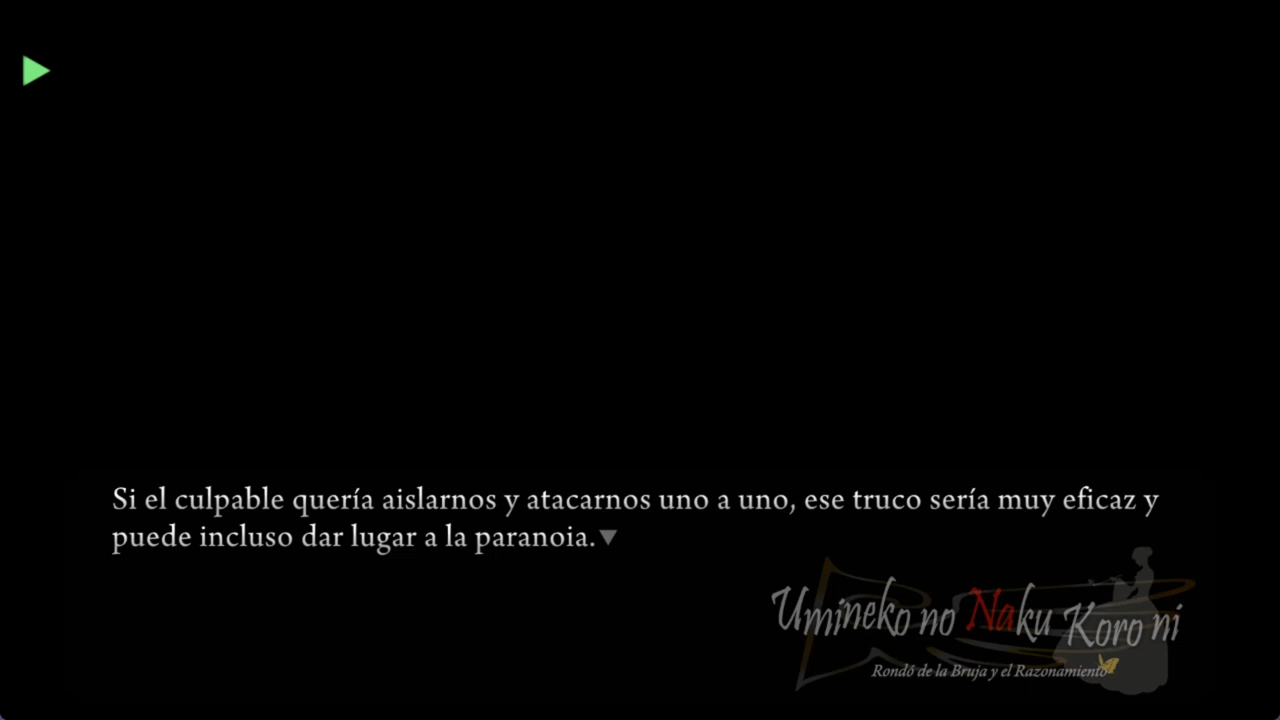 Si el culpable quería aislarnos y atacarnos uno a uno, ese truco sería muy eficaz y
puede incluso dar lugar a la paranoia.
Umineko no Naku Koro ni
Rondó de la Bruja y el Razonamiento